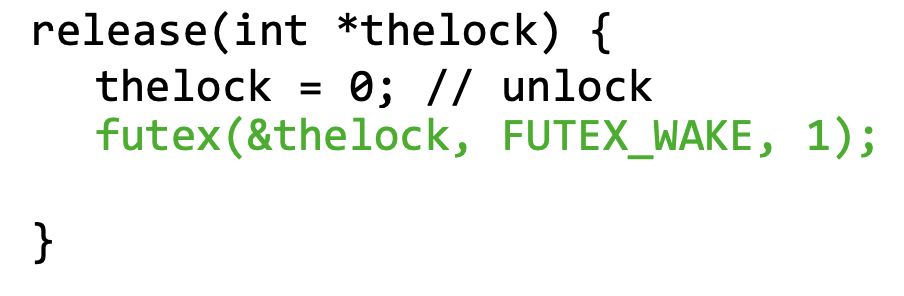 release(int *thelock) {
thelock = 0; // unlock
futex(&thelock, FUTEX_WAKE, 1);
}